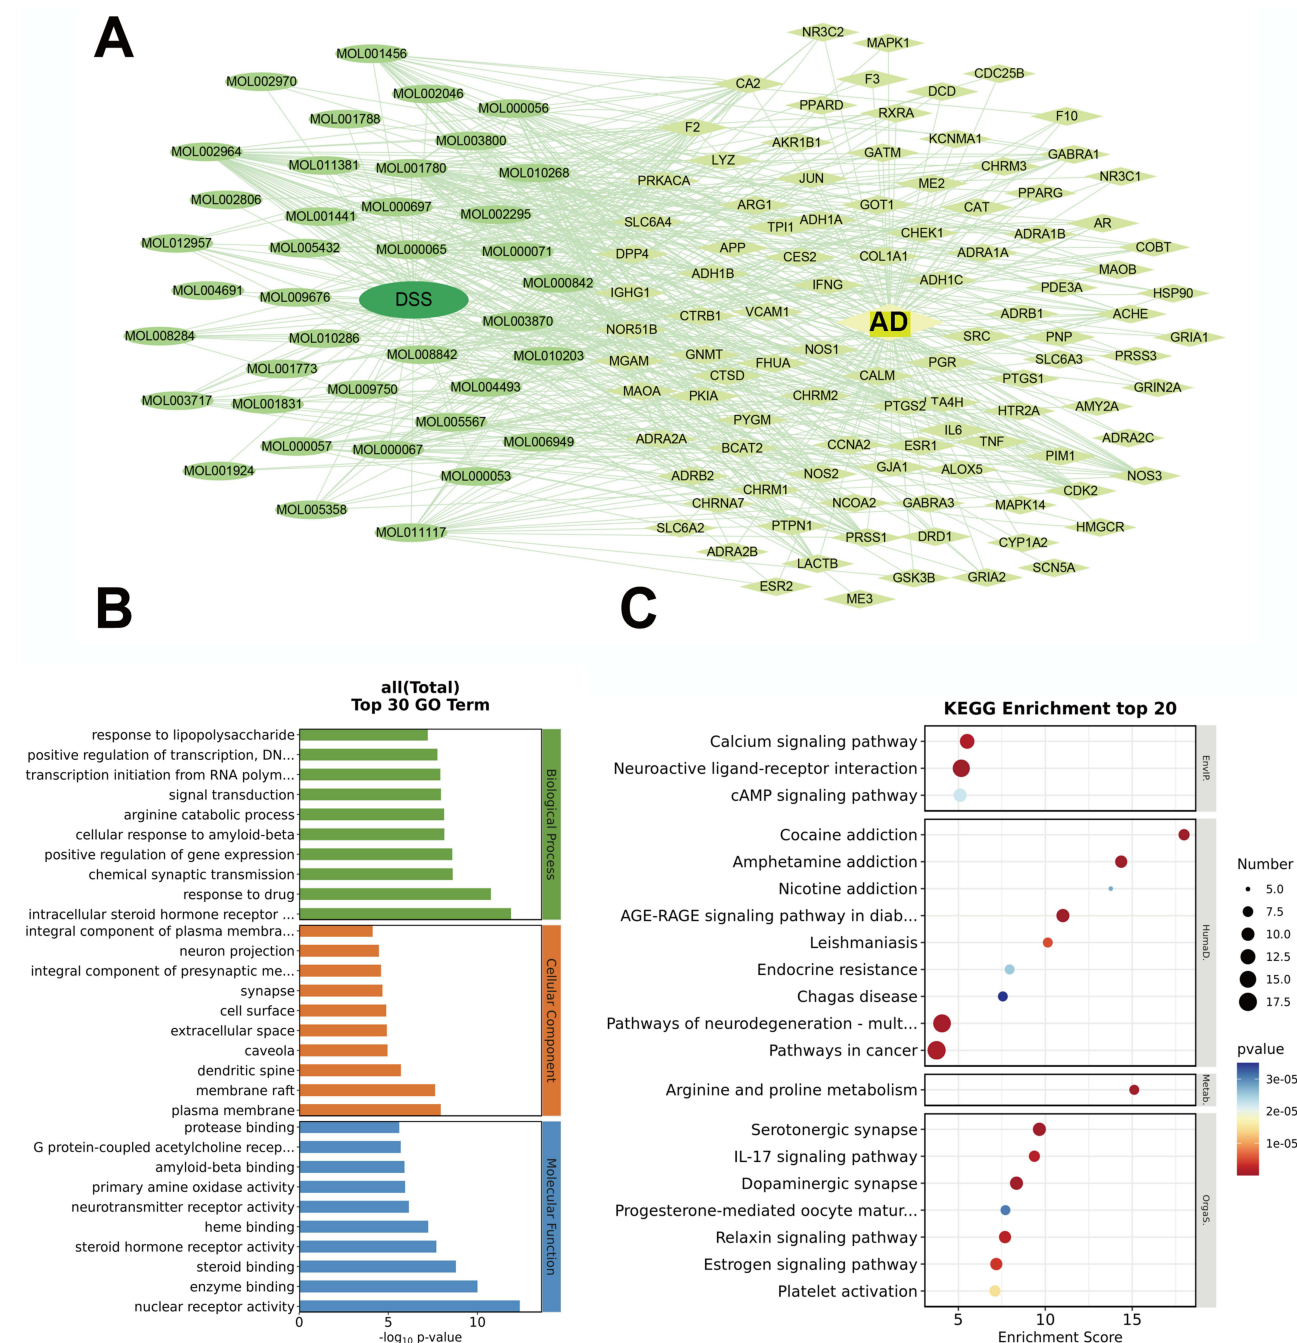 A
MOL001456
MOL002970
MOL002046
MOL000056
MOL001788
MOL003800
MOL002964
MOL011381
MOL001780
MOL010268
MOL002806
MOL001441
MOL000697
MOL002295
MOL012957
MOL005432
MOL000065
MOL000071
MOL004691
MOL009676
DSS
MOL000842
MOL008284
MOL010286
MOL003870
MOL001773
MOL008842
MOL010203
MOL003717
MOL001831
MOL009750
MOL004493
MOL005567
MOL000057
MOL000067
MOL006949
MOL001924
MOL000053
MOL005358
MOL011117
NR3C2
MAPK1
CA2
F3
CDC25B
DCD
PPARD
RXRA
F10
F2
AKR1B1
KCNMA1
LYZ
GATM
GABRA1
CHRM3
PRKACA
JUN
ME2
NR3C1
PPARG
ARG1
GOT1
CAT
SLC6A4
TPI1
ADH1A
CHEK1
ADRA1B
AR
DPP4
APP
CES2
COL1A1
ADRA1A
COBT
ADH1B
IFNG
ADH1C
MAOB
IGHG1
PDE3A
HSP90
CTRB1
VCAM1
AD
ADRB1
ACHE
NOR51B
SRC
PNP
GRIA1
MGAM
GNMT
NOS1
PGR
SLC6A3
PRSS3
FHUA
CTSD
CALM
PTGS1
MAOA
PKIA
CHRM2
PTGS2
LTA4H
HTR2A
AMY2A
GRIN2A
PYGM
IL6
ADRA2A
BCAT2
CCNA2
ESR1
TNF
ADRA2C
PIM1
ADRB2
NOS2
GJA1
ALOX5
NOS3
CHRM1
CDK2
CHRNA7
NCOA2
GABRA3
MAPK14
SLC6A2
PTPN1
PRSS1
DRD1
HMGCR
CYP1A2
ADRA2B
LACTB
SCN5A
ESR2
GSK3B
GRIA2
ME3
B
all(Total)
Top 30 GO Term
response to lipopolysaccharide
positive regulation of transcription, DN...
transcription initiation from RNA polym...
signal transduction
arginine catabolic process
cellular response to amyloid-beta
positive regulation of gene expression
chemical synaptic transmission
response to drug
intracellular steroid hormone receptor ...
Biological Process
integral component of plasma membra...
neuron projection
integral component of presynaptic me...
synapse
cell surface
extracellular space
caveola
dendritic spine
membrane raft
plasma membrane
Cellular Component
protease binding
G protein-coupled acetylcholine recep...
amyloid-beta binding
primary amine oxidase activity
neurotransmitter receptor activity
heme binding
steroid hormone receptor activity
steroid binding
enzyme binding
nuclear receptor activity
Molecular Function
0 5 10
-log10 p-value
C
KEGG Enrichment top 20
Calcium signaling pathway
Neuroactive ligand-receptor interaction
cAMP signaling pathway
EnvIP.
Cocaine addiction
Amphetamine addiction
Nicotine addiction
AGE-RAGE signaling pathway in diab...
Leishmaniasis
Endocrine resistance
Chagas disease
Pathways of neurodegeneration - mult...
Pathways in cancer
HumaD.
Arginine and proline metabolism
Metab.
Serotonergic synapse
IL-17 signaling pathway
Dopaminergic synapse
Progesterone-mediated oocyte matur...
Relaxin signaling pathway
Estrogen signaling pathway
Platelet activation
OrgaS.
5 10 15
Enrichment Score
Number
5.0
7.5
10.0
12.5
15.0
17.5
pvalue
3e-05
2e-05
1e-05